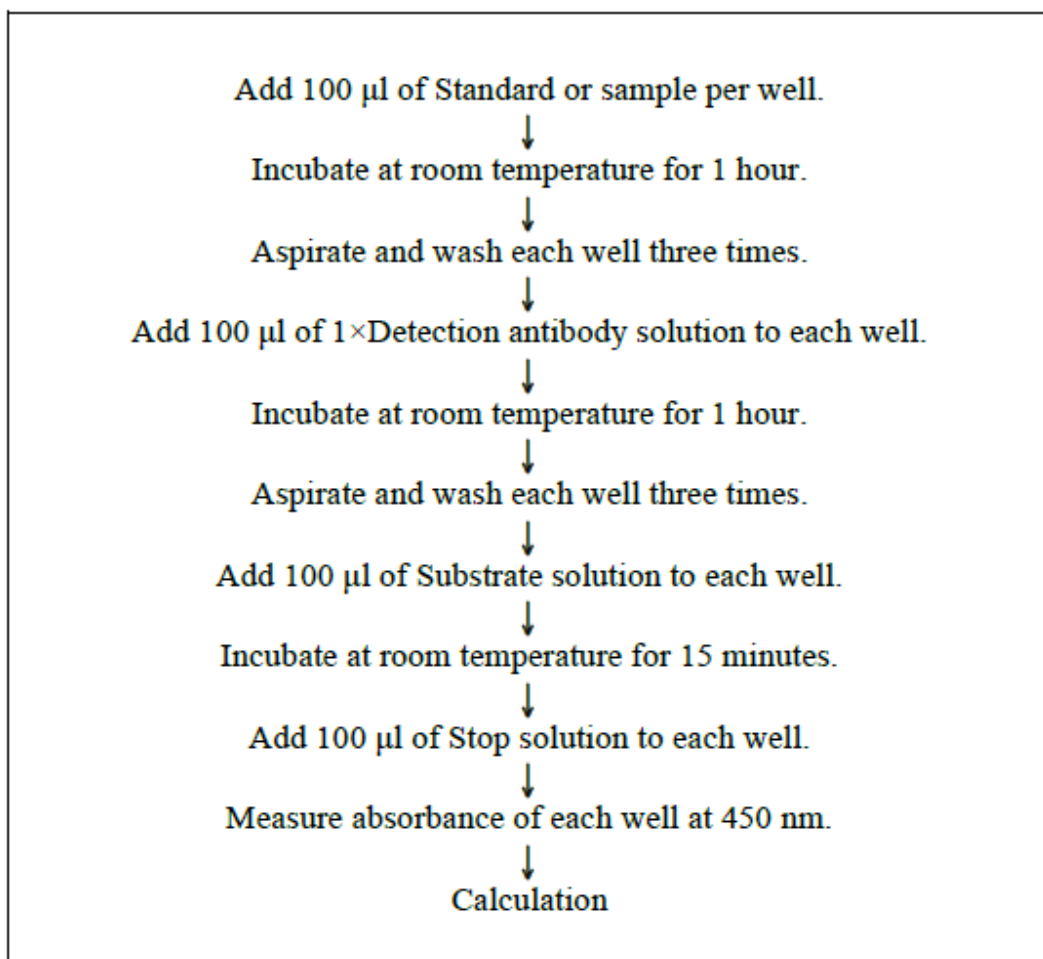 Add 100 μl of Standard or sample per well.
↓
Incubate at room temperature for 1 hour.
↓
Aspirate and wash each well three times.
↓
Add 100 μl of 1×Detection antibody solution to each well.
↓
Incubate at room temperature for 1 hour.
↓
Aspirate and wash each well three times.
↓
Add 100 μl of Substrate solution to each well.
↓
Incubate at room temperature for 15 minutes.
↓
Add 100 μl of Stop solution to each well.
↓
Measure absorbance of each well at 450 nm.
↓
Calculation